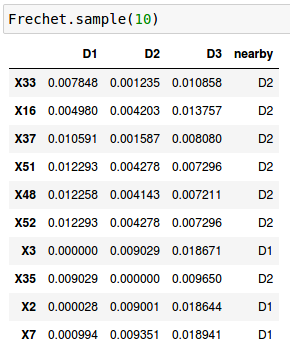 Frechet.sample(10)
D1 D2 D3 nearby
X33 0.007848 0.001235 0.010858 D2
X16 0.004980 0.004203 0.013757 D2
X37 0.010591 0.001587 0.008080 D2
X51 0.012293 0.004278 0.007296 D2
X48 0.012258 0.004143 0.007211 D2
X52 0.012293 0.004278 0.007296 D2
X3 0.000000 0.009029 0.018671 D1
X35 0.009029 0.000000 0.009650 D2
X2 0.000028 0.009001 0.018644 D1
X7 0.000994 0.009351 0.018941 D1